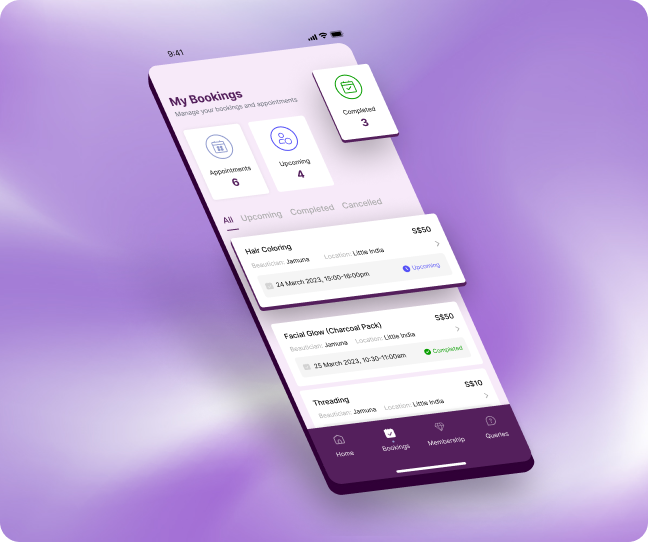 9:41
My Bookings
Manage your bookings and appointments
Appointments
6
Upcoming
4
Completed
3
All Upcoming Completed Cancelled
Hair Coloring S$50
Beautician: Jamuna Location: Little India
24 March 2023, 15:00-16:00pm Upcoming
Facial Glow (Charcoal Pack) S$50
Beautician: Jamuna Location: Little India
25 March 2023, 10:30-11:00am Completed
Threading S$10
Beautician: Jamuna Location: Little India
Home Bookings Membership Queries